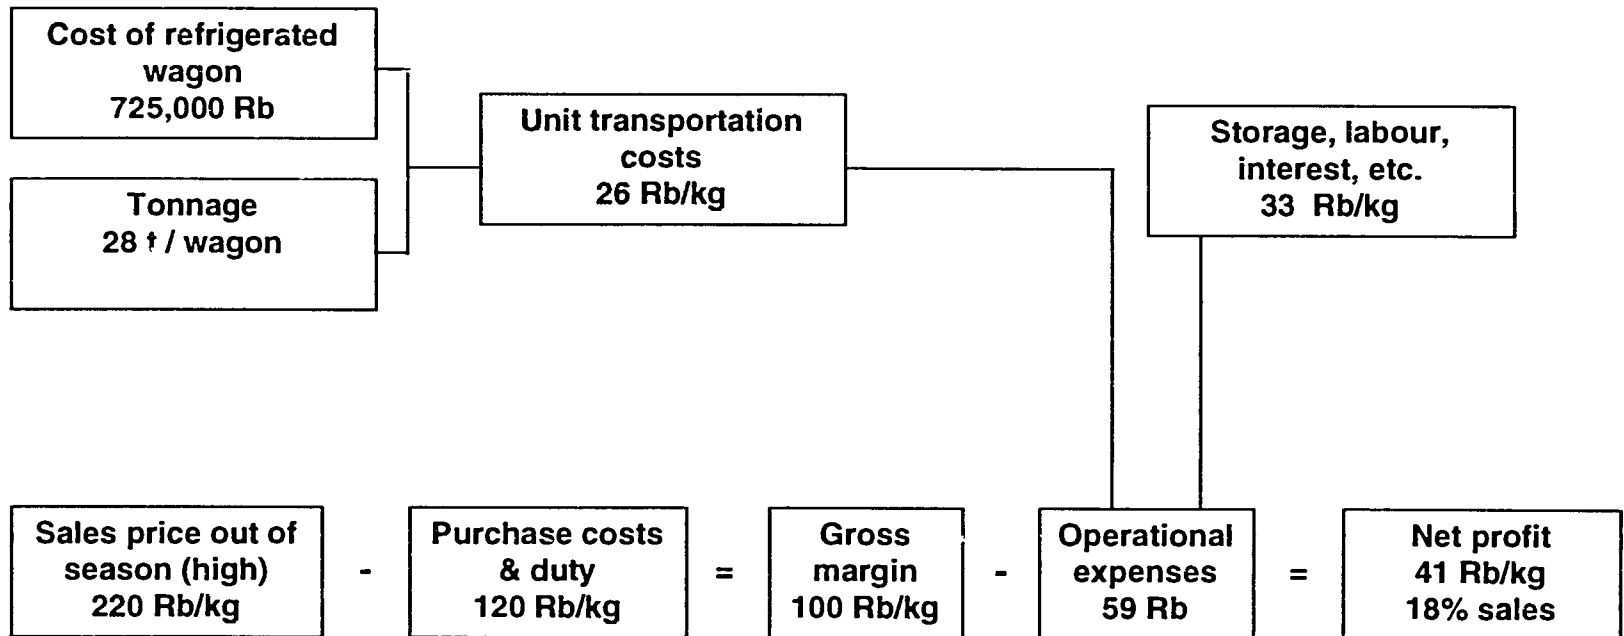 Cost of refrigerated
wagon
725,000 Rb
Tonnage
28 t / wagon
Unit transportation
costs
26 Rb/kg
Storage, labour,
interest, etc.
33 Rb/kg
Sales price out of
season (high)
220 Rb/kg
-
Purchase costs
& duty
120 Rb/kg
=
Gross
margin
100 Rb/kg
-
Operational
expenses
59 Rb
=
Net profit
41 Rb/kg
18% sales